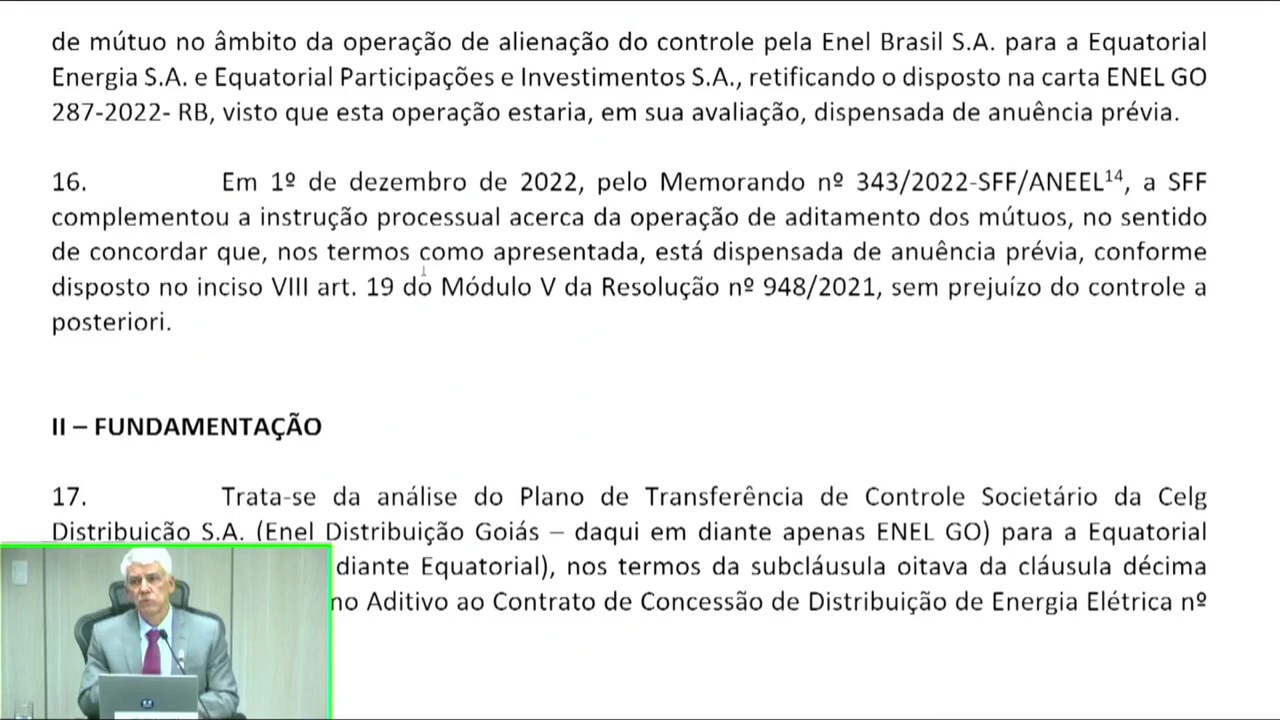 de mútuo no âmbito da operação de alienação do controle pela Enel Brasil S.A. para a Equatorial
Energia S.A. e Equatorial Participações e Investimentos S.A., retificando o disposto na carta ENEL GO
287-2022- RB, visto que esta operação estaria, em sua avaliação, dispensada de anuência prévia.
16. Em 1º de dezembro de 2022, pelo Memorando nº 343/2022-SFF/ANEEL¹⁴, a SFF
complementou a instrução processual acerca da operação de aditamento dos mútuos, no sentido
de concordar que, nos termos como apresentada, está dispensada de anuência prévia, conforme
disposto no inciso VIII art. 19 do Módulo V da Resolução nº 948/2021, sem prejuízo do controle a
posteriori.
II – FUNDAMENTAÇÃO
17. Trata-se da análise do Plano de Transferência de Controle Societário da Celg
Distribuição S.A. (Enel Distribuição Goiás – daqui em diante apenas ENEL GO) para a Equatorial
diante Equatorial), nos termos da subcláusula oitava da cláusula décima
no Aditivo ao Contrato de Concessão de Distribuição de Energia Elétrica nº